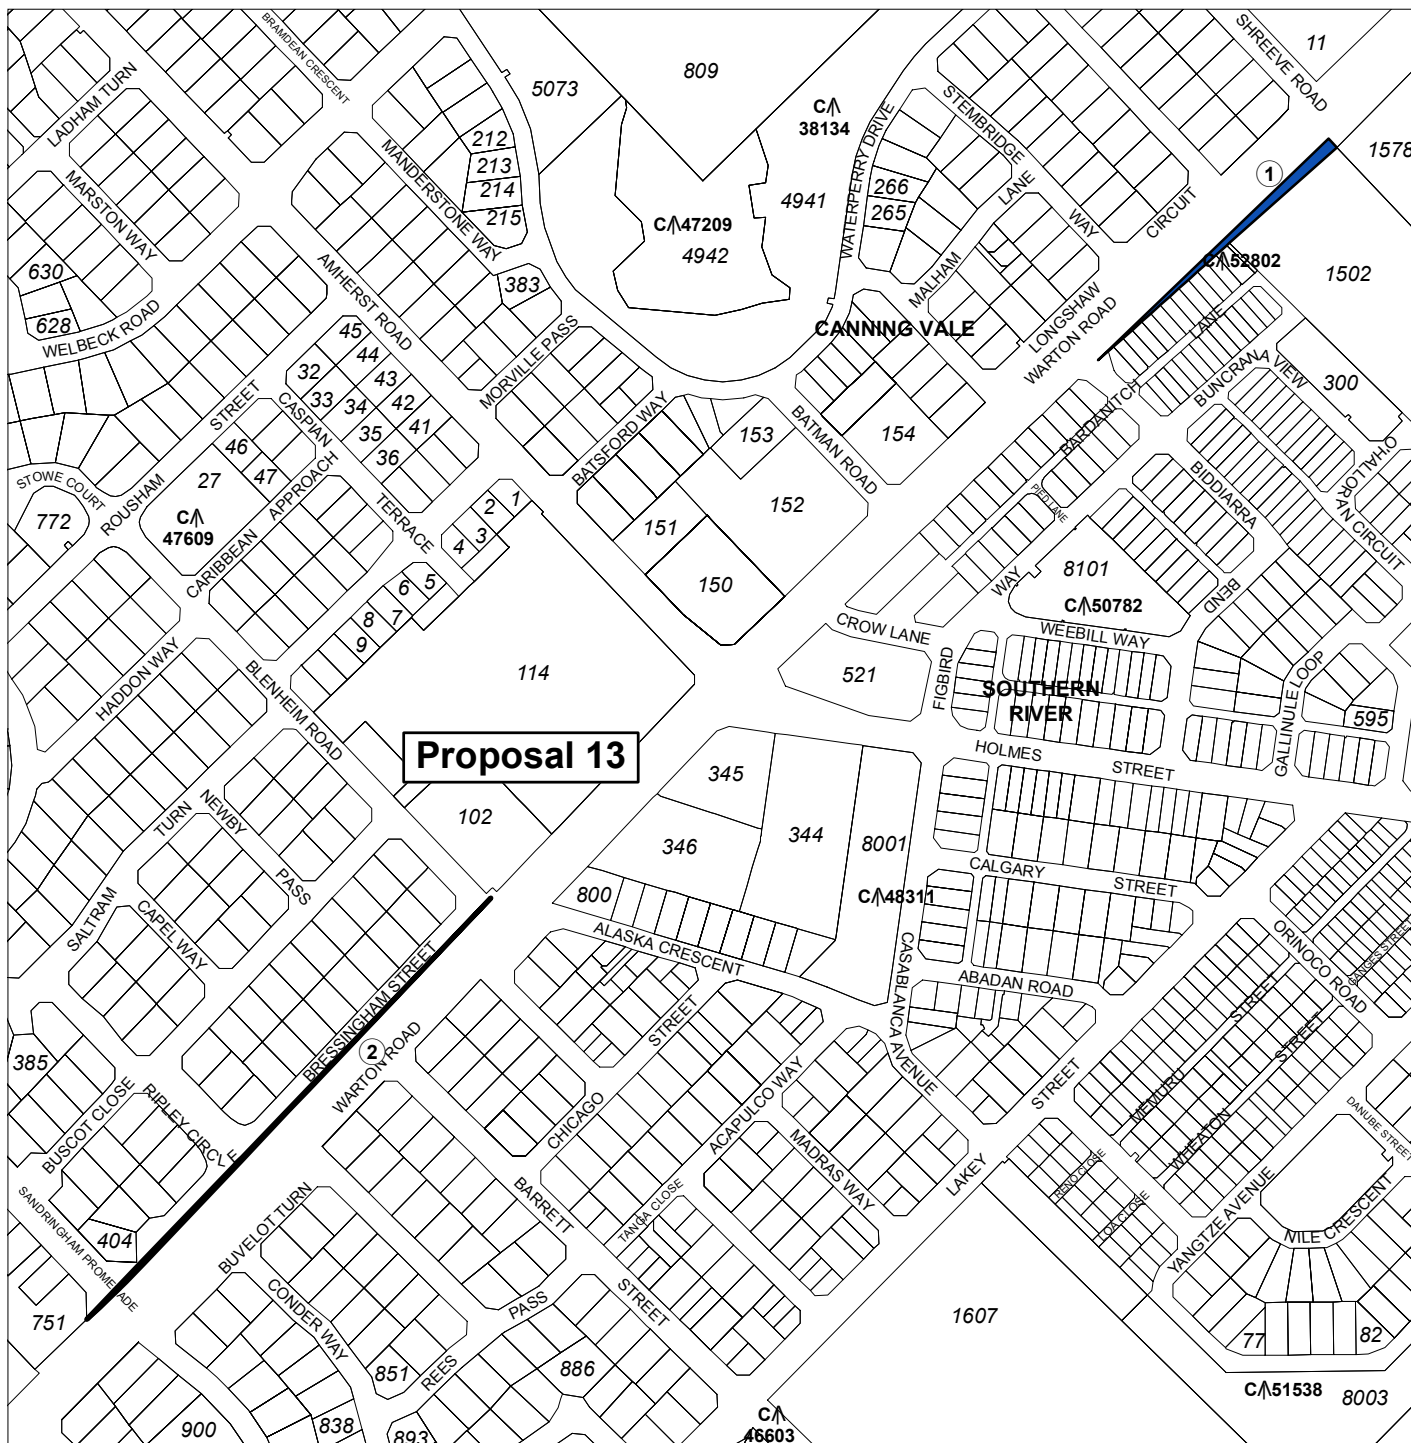 BRAMDEAN CRESCENT
SHREEVE ROAD
11
809
5073
LADHAM TURN
C/\
38134
STEMBRIDGE
WAY
212
213
214
215
MANDERSTONE WAY
WATERPERRY DRIVE
1
1578
MARSTON WAY
266
265
4941
LANE
MALHAM
CIRCUIT
LONGSHAW
C/\47209
4942
C/\52802
1502
630
628
WELBECK ROAD
AMHERST ROAD
383
CANNING VALE
WARTON ROAD
LANE
BARDANITCH
MORVILLE PASS
45
44
43
42
41
32
33
34
35
36
CASPIAN
TERRACE
BUNCRANA VIEW
300
O'HALLORAN CIRCUIT
STREET
ROUSHAM
BATSFORD WAY
BATMAN ROAD
153
154
152
151
150
46
47
27
C/\
47609
STOWE COURT
772
CARIBBEAN APPROACH
1
2
3
4
5
6
7
8
9
BIDDIARRA
BEND
PIED LANE
WAY
8101
C/\50782
WEEBILL WAY
CROW LANE
FIGBIRD
521
HADDON WAY
BLENHEIM ROAD
114
SOUTHERN
RIVER
GALLINULE LOOP
595
Proposal 13
HOLMES STREET
345
346
344
8001
102
NEWBY PASS
SALTRAM TURN
CAPEL WAY
CALGARY STREET
C/\48311
800
ALASKA CRESCENT
CASABLANCA AVENUE
ABADAN ROAD
ORINOCO ROAD
GANGES STREET
BRESSINGHAM STREET
2
WARTON ROAD
CHICAGO STREET
ACAPULCO WAY
MADRAS WAY
LAKEY STREET
MEMURU STREET
WHEATON STREET
DANUBE STREET
385
BUSCOT CLOSE
RIPLEY CIRCLE
SANDRINGHAM PROMENADE
404
751
BUVELOT TURN
BARRETT STREET
TANGA CLOSE
RENO CLOSE
LOA CLOSE
YANGTZE AVENUE
NILE CRESCENT
CONDER WAY
REES PASS
1607
77
82
851
886
C/\51538
8003
900
838
893
C/\
46603